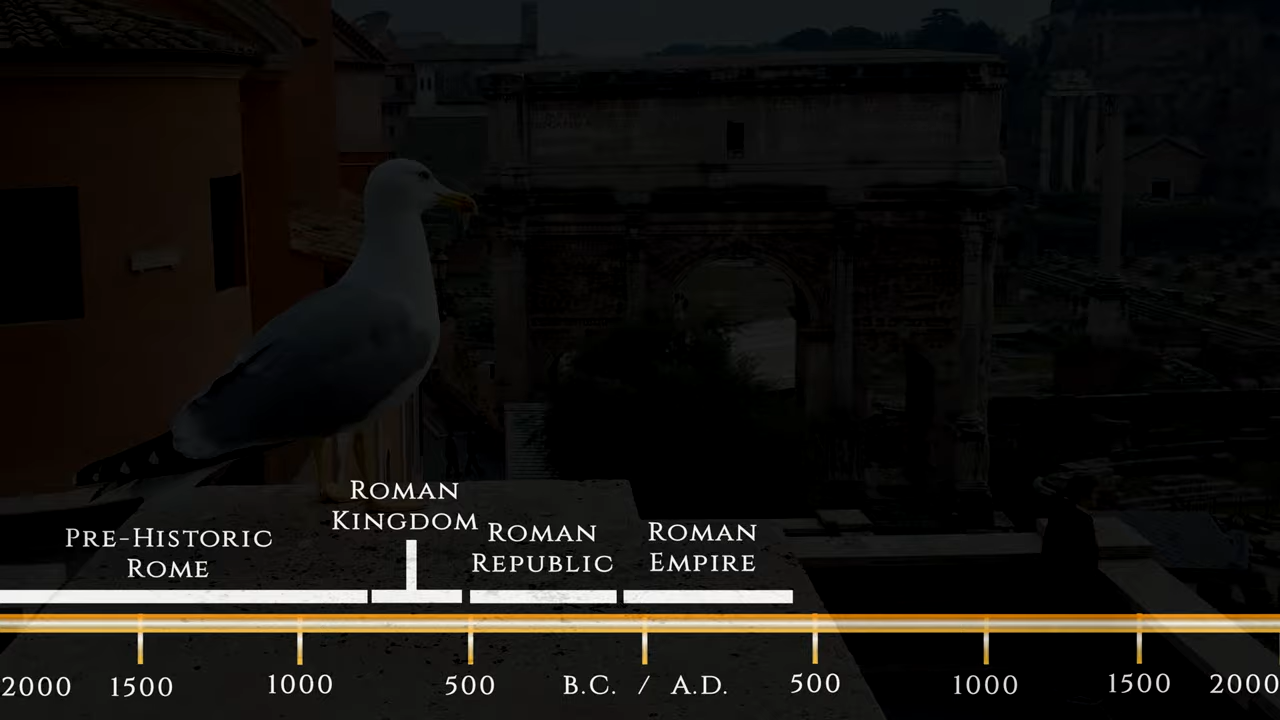 Roman
Kingdom
Pre-Historic
Rome
Roman
Republic
Roman
Empire
2000 1500 1000 500 B.C. / A.D. 500 1000 1500 2000